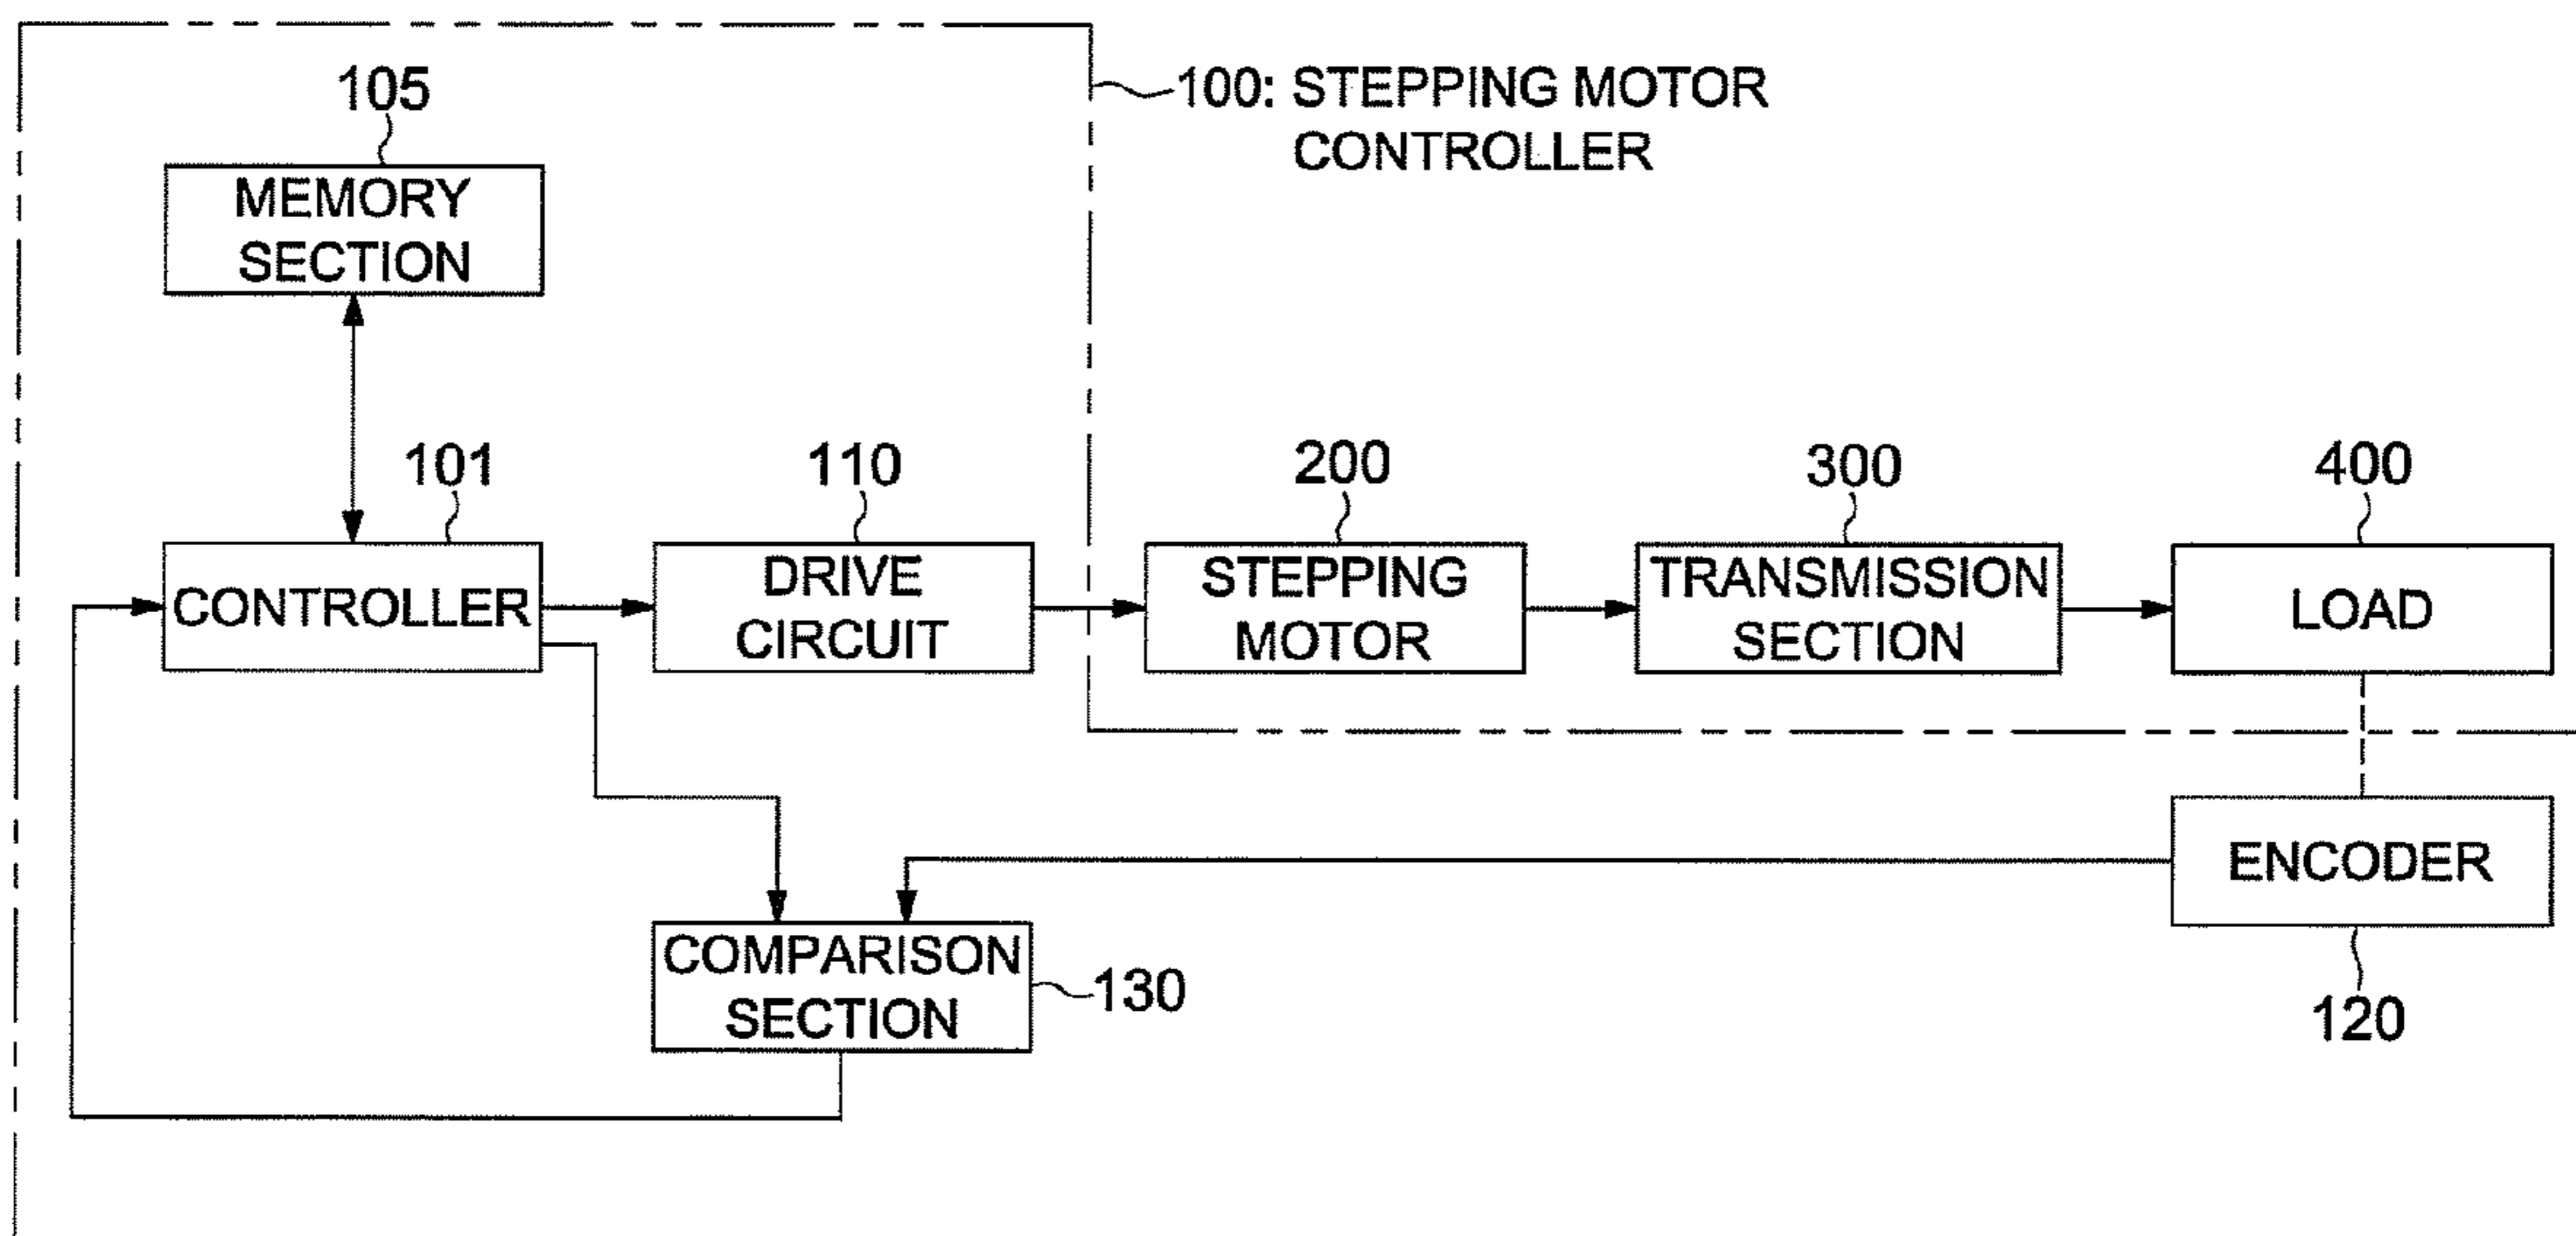 105
MEMORY
SECTION
100: STEPPING MOTOR
CONTROLLER
101
CONTROLLER
110
DRIVE
CIRCUIT
200
STEPPING
MOTOR
300
TRANSMISSION
SECTION
400
LOAD
ENCODER
120
COMPARISON
SECTION
130